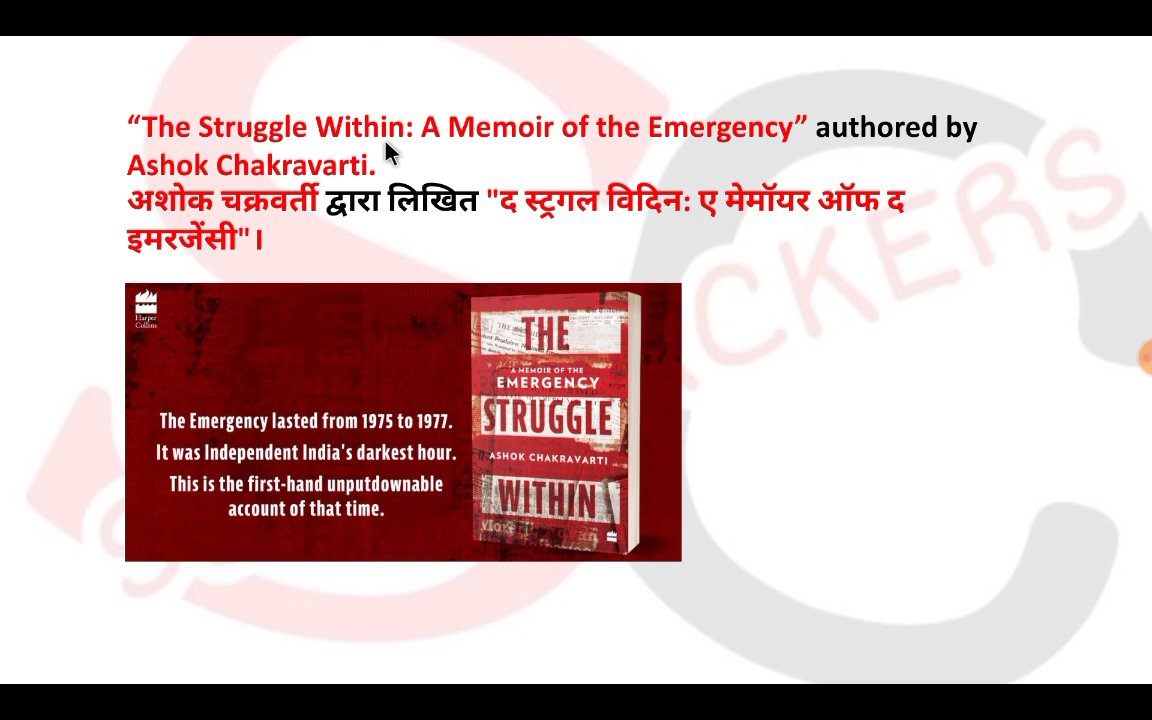 “The Struggle Within: A Memoir of the Emergency” authored by
Ashok Chakravarti.
अशोक चक्रवर्ती द्वारा लिखित "द स्ट्रगल विदिन: ए मेमॉयर ऑफ द
इमरजेंसी"।
Harper
Collins
The Emergency lasted from 1975 to 1977.
It was Independent India's darkest hour.
This is the first-hand unputdownable
account of that time.
THE
A MEMOIR OF THE
EMERGENCY
STRUGGLE
ASHOK CHAKRAVARTI
WITHIN
CKERS